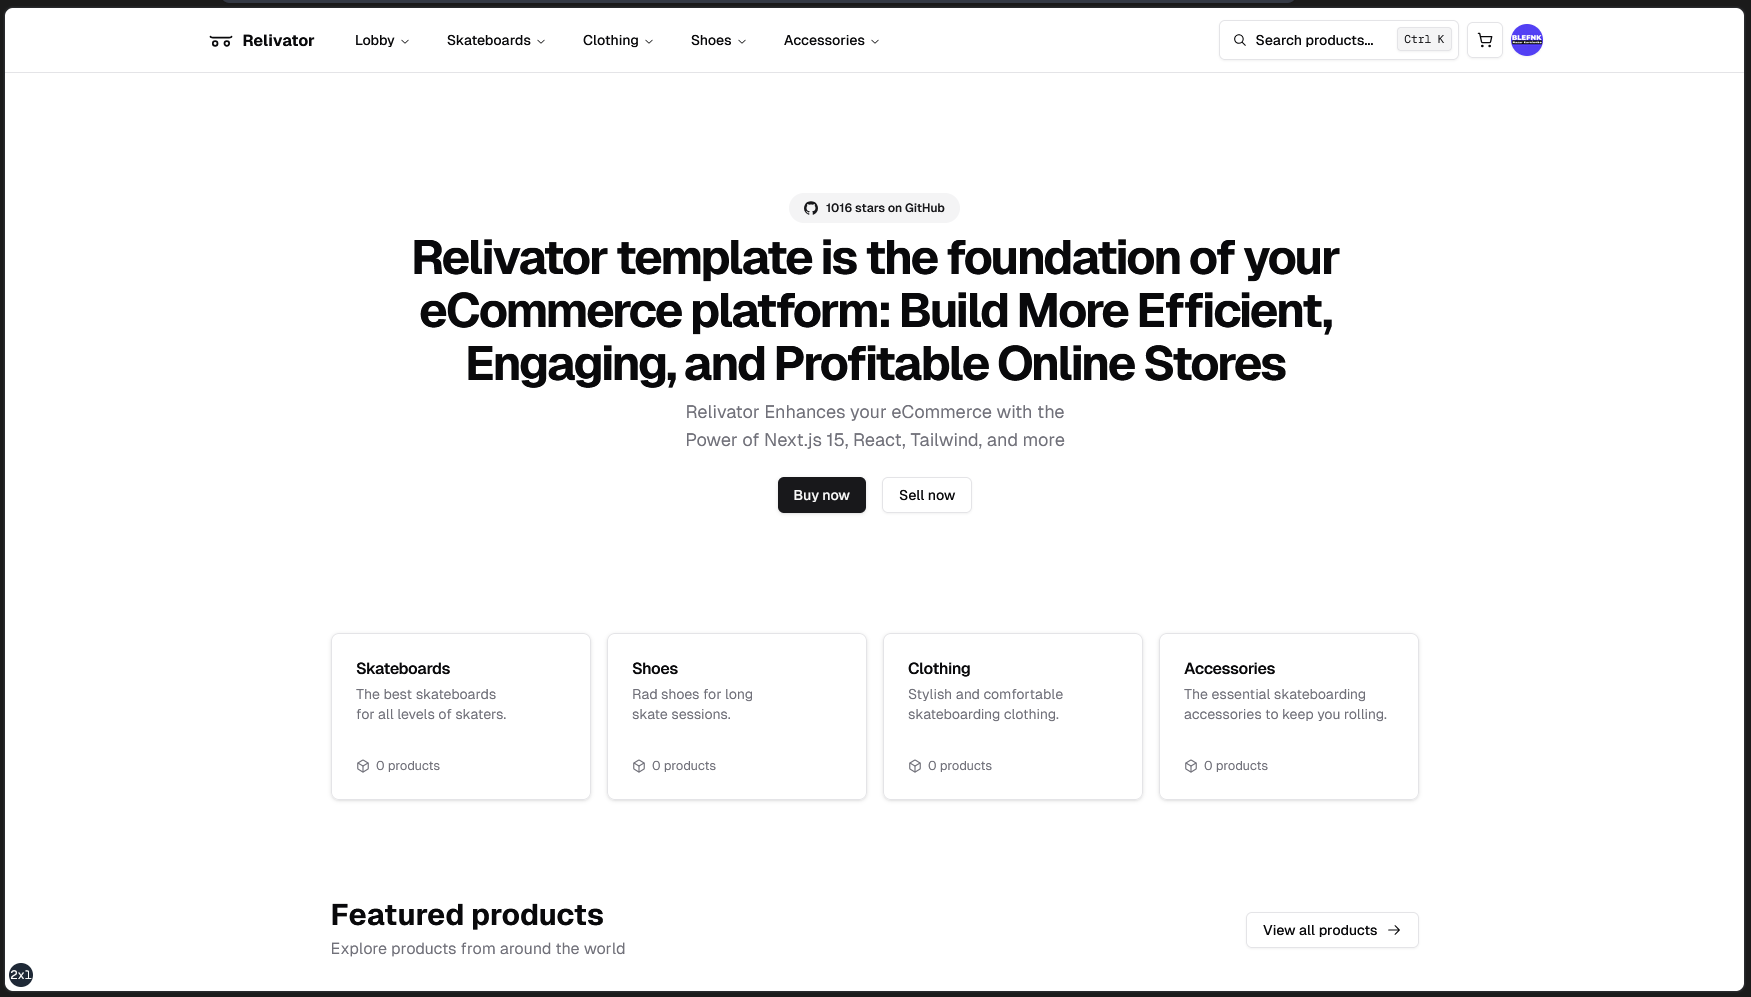 Relivator
Lobby
Skateboards
Clothing
Shoes
Accessories
Search products...
Ctrl K
BLEFNK
1016 stars on GitHub
Relivator template is the foundation of your
eCommerce platform: Build More Efficient,
Engaging, and Profitable Online Stores
Relivator Enhances your eCommerce with the
Power of Next.js 15, React, Tailwind, and more
Buy now
Sell now
Skateboards
The best skateboards
for all levels of skaters.
0 products
Shoes
Rad shoes for long
skate sessions.
0 products
Clothing
Stylish and comfortable
skateboarding clothing.
0 products
Accessories
The essential skateboarding
accessories to keep you rolling.
0 products
Featured products
Explore products from around the world
View all products
2xl